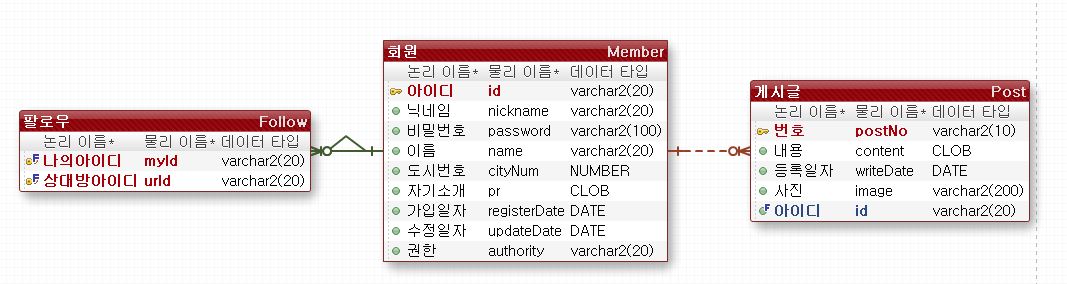 팔로우 Follow
논리 이름* 물리 이름* 데이터 타입
나의아이디 myId varchar2(20)
상대방아이디 urId varchar2(20)
회원 Member
논리 이름* 물리 이름* 데이터 타입
아이디 id varchar2(20)
닉네임 nickname varchar2(20)
비밀번호 password varchar2(100)
이름 name varchar2(20)
도시번호 cityNum NUMBER
자기소개 pr CLOB
가입일자 registerDate DATE
수정일자 updateDate DATE
권한 authority varchar2(20)
게시글 Post
논리 이름* 물리 이름* 데이터 타입
번호 postNo varchar2(10)
내용 content CLOB
등록일자 writeDate DATE
사진 image varchar2(200)
아이디 id varchar2(20)